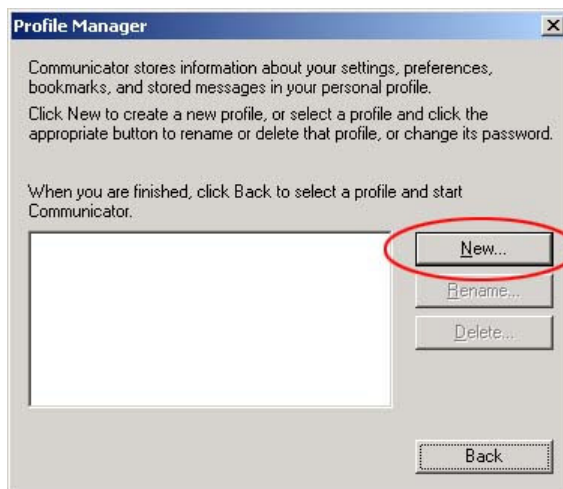 Profile Manager
Communicator stores information about your settings, preferences,
bookmarks, and stored messages in your personal profile.
Click New to create a new profile, or select a profile and click the
appropriate button to rename or delete that profile, or change its password.
When you are finished, click Back to select a profile and start
Communicator.
New...
Rename...
Delete...
Back